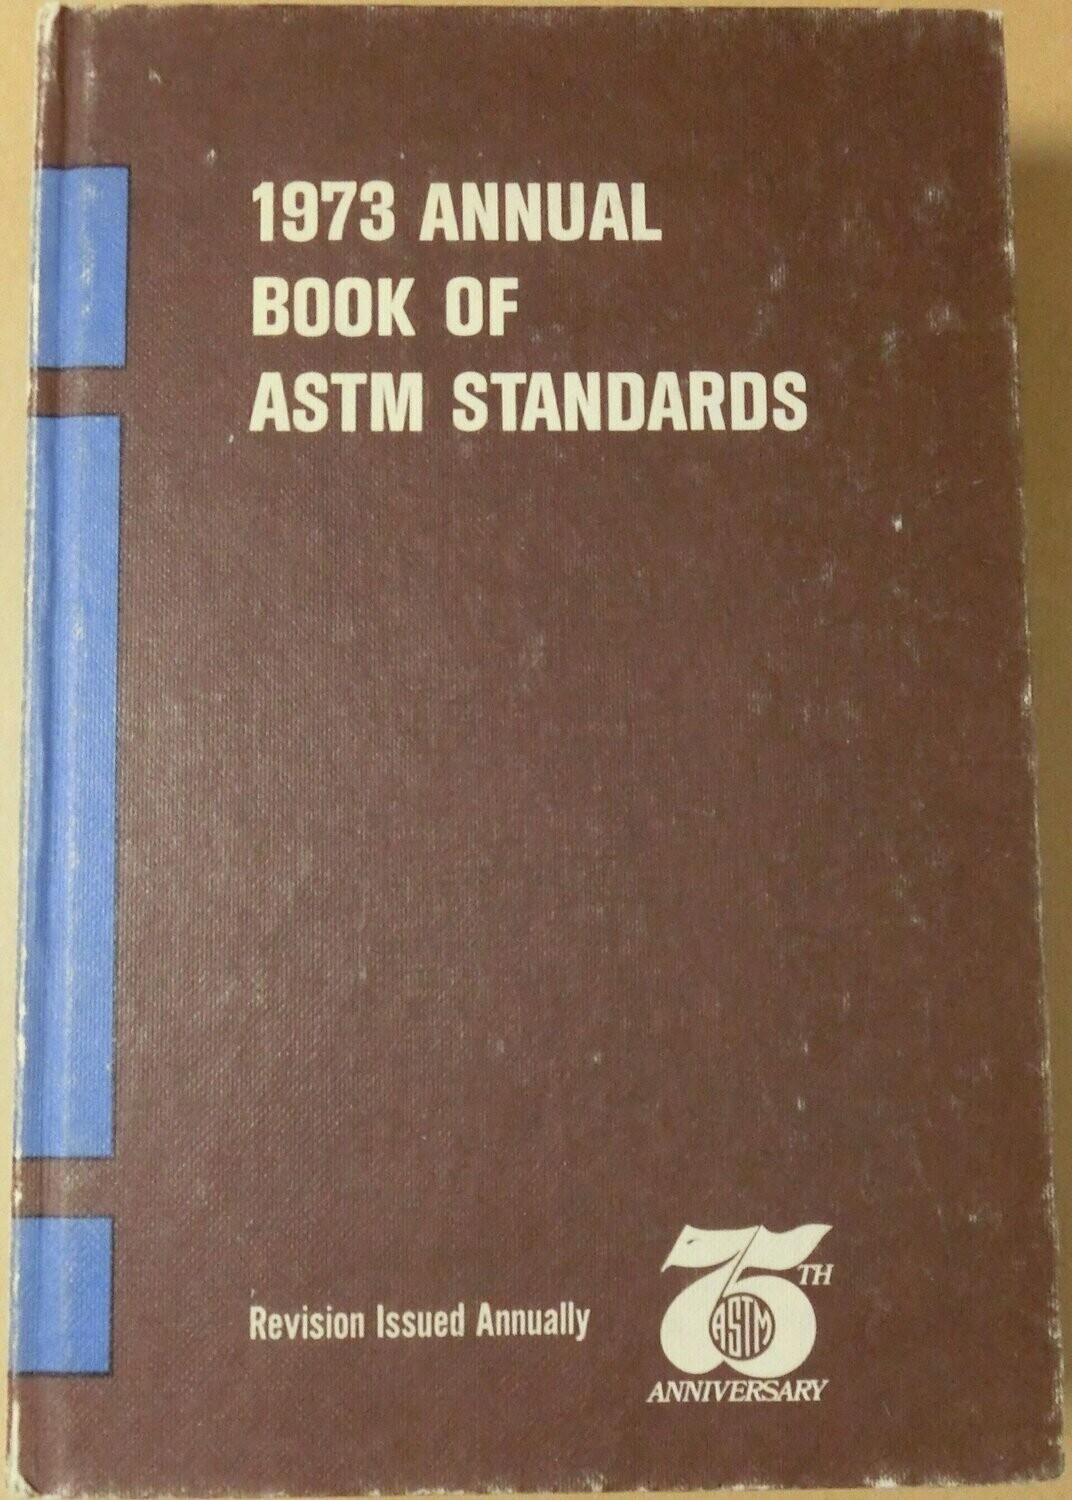 1973 ANNUAL
BOOK OF
ASTM STANDARDS
Revision Issued Annually
75TH
ASTM
ANNIVERSARY